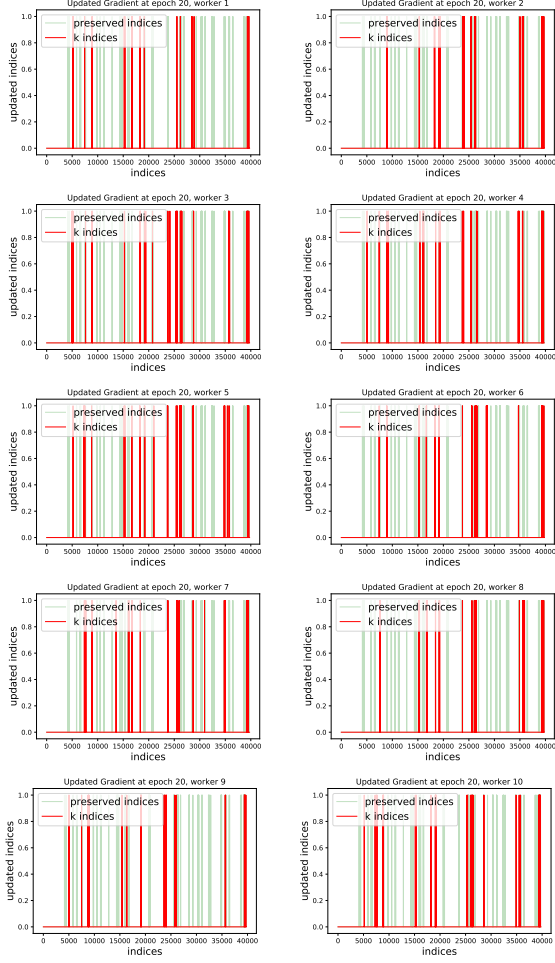 Updated Gradient at epoch 20, worker 1
preserved indices
k indices
updated indices
1.0
0.8
0.6
0.4
0.2
0.0
0 5000 10000 15000 20000 25000 30000 35000 40000
indices
Updated Gradient at epoch 20, worker 2
preserved indices
k indices
updated indices
1.0
0.8
0.6
0.4
0.2
0.0
0 5000 10000 15000 20000 25000 30000 35000 40000
indices
Updated Gradient at epoch 20, worker 3
preserved indices
k indices
updated indices
1.0
0.8
0.6
0.4
0.2
0.0
0 5000 10000 15000 20000 25000 30000 35000 40000
indices
Updated Gradient at epoch 20, worker 4
preserved indices
k indices
updated indices
1.0
0.8
0.6
0.4
0.2
0.0
0 5000 10000 15000 20000 25000 30000 35000 40000
indices
Updated Gradient at epoch 20, worker 5
preserved indices
k indices
updated indices
1.0
0.8
0.6
0.4
0.2
0.0
0 5000 10000 15000 20000 25000 30000 35000 40000
indices
Updated Gradient at epoch 20, worker 6
preserved indices
k indices
updated indices
1.0
0.8
0.6
0.4
0.2
0.0
0 5000 10000 15000 20000 25000 30000 35000 40000
indices
Updated Gradient at epoch 20, worker 7
preserved indices
k indices
updated indices
1.0
0.8
0.6
0.4
0.2
0.0
0 5000 10000 15000 20000 25000 30000 35000 40000
indices
Updated Gradient at epoch 20, worker 8
preserved indices
k indices
updated indices
1.0
0.8
0.6
0.4
0.2
0.0
0 5000 10000 15000 20000 25000 30000 35000 40000
indices
Updated Gradient at epoch 20, worker 9
preserved indices
k indices
updated indices
1.0
0.8
0.6
0.4
0.2
0.0
0 5000 10000 15000 20000 25000 30000 35000 40000
indices
Updated Gradient at epoch 20, worker 10
preserved indices
k indices
updated indices
1.0
0.8
0.6
0.4
0.2
0.0
0 5000 10000 15000 20000 25000 30000 35000 40000
indices